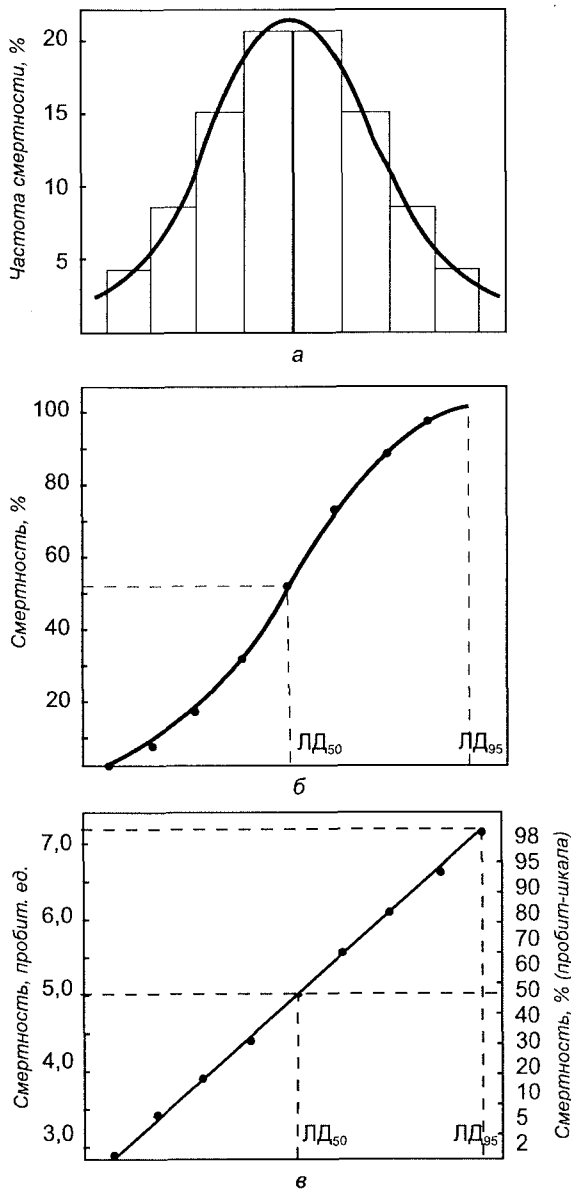 Частота смертности, %
20
15
10
5
а
Смертность, %
100
80
60
40
20
ЛД50
ЛД95
б
Смертность, пробит. ед.
7,0
6,0
5,0
4,0
3,0
98
95
90
80
70
60
50
40
30
20
10
5
2
Смертность, % (пробит-шкала)
ЛД50
ЛД95
в